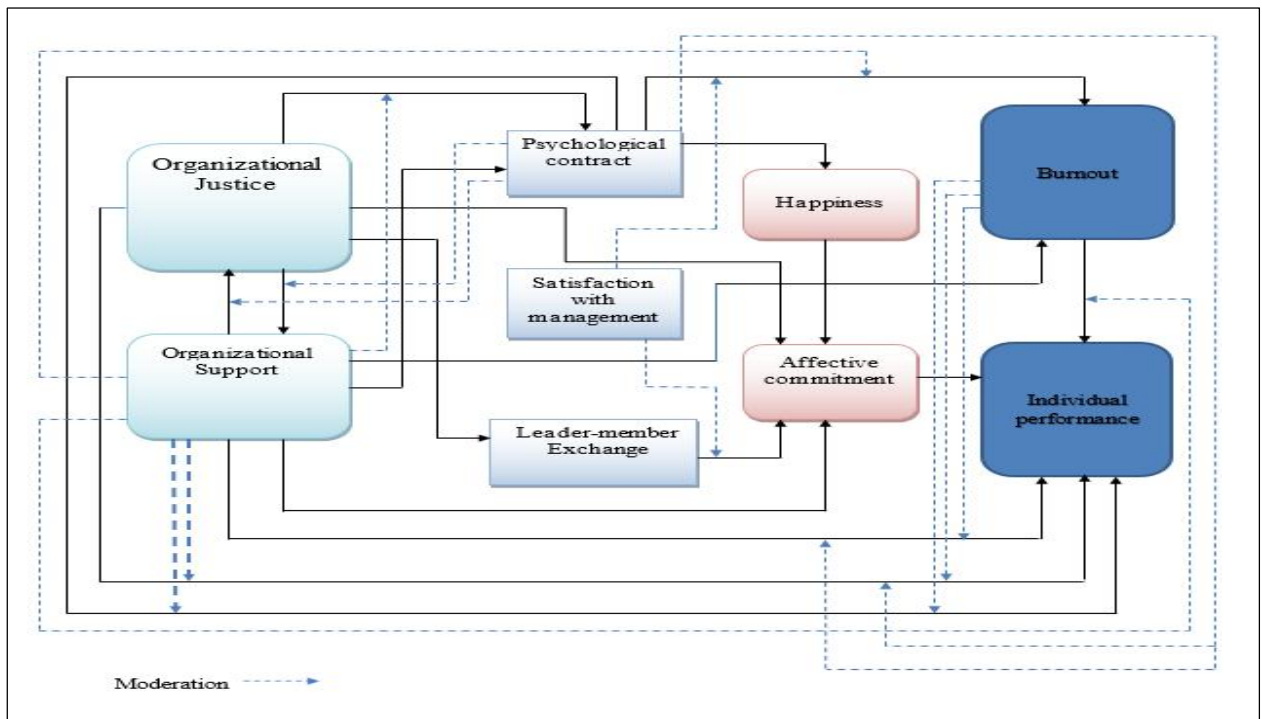 Organizational
Justice
Psychological
contract
Burnout
Happiness
Satisfaction
with
management
Organizational
Support
Affective
commitment
Individual
performance
Leader-member
Exchange
Moderation